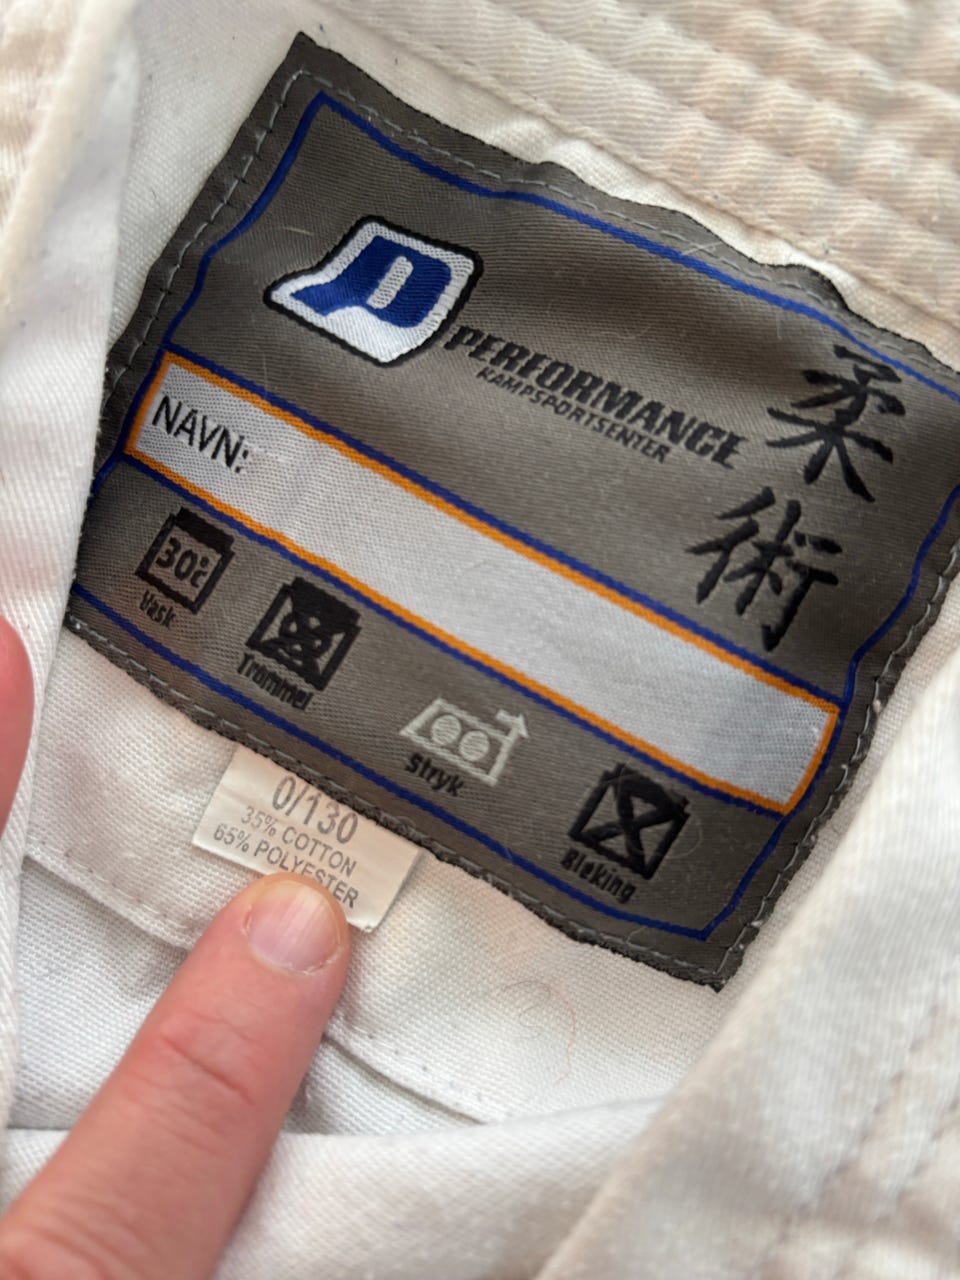 PERFORMANCE
KAMPSPORTSENTER
柔
術
NAVN:
30°C
Vask
Trommel
Stryk
Bleking
0/130
35% COTTON
65% POLYESTER